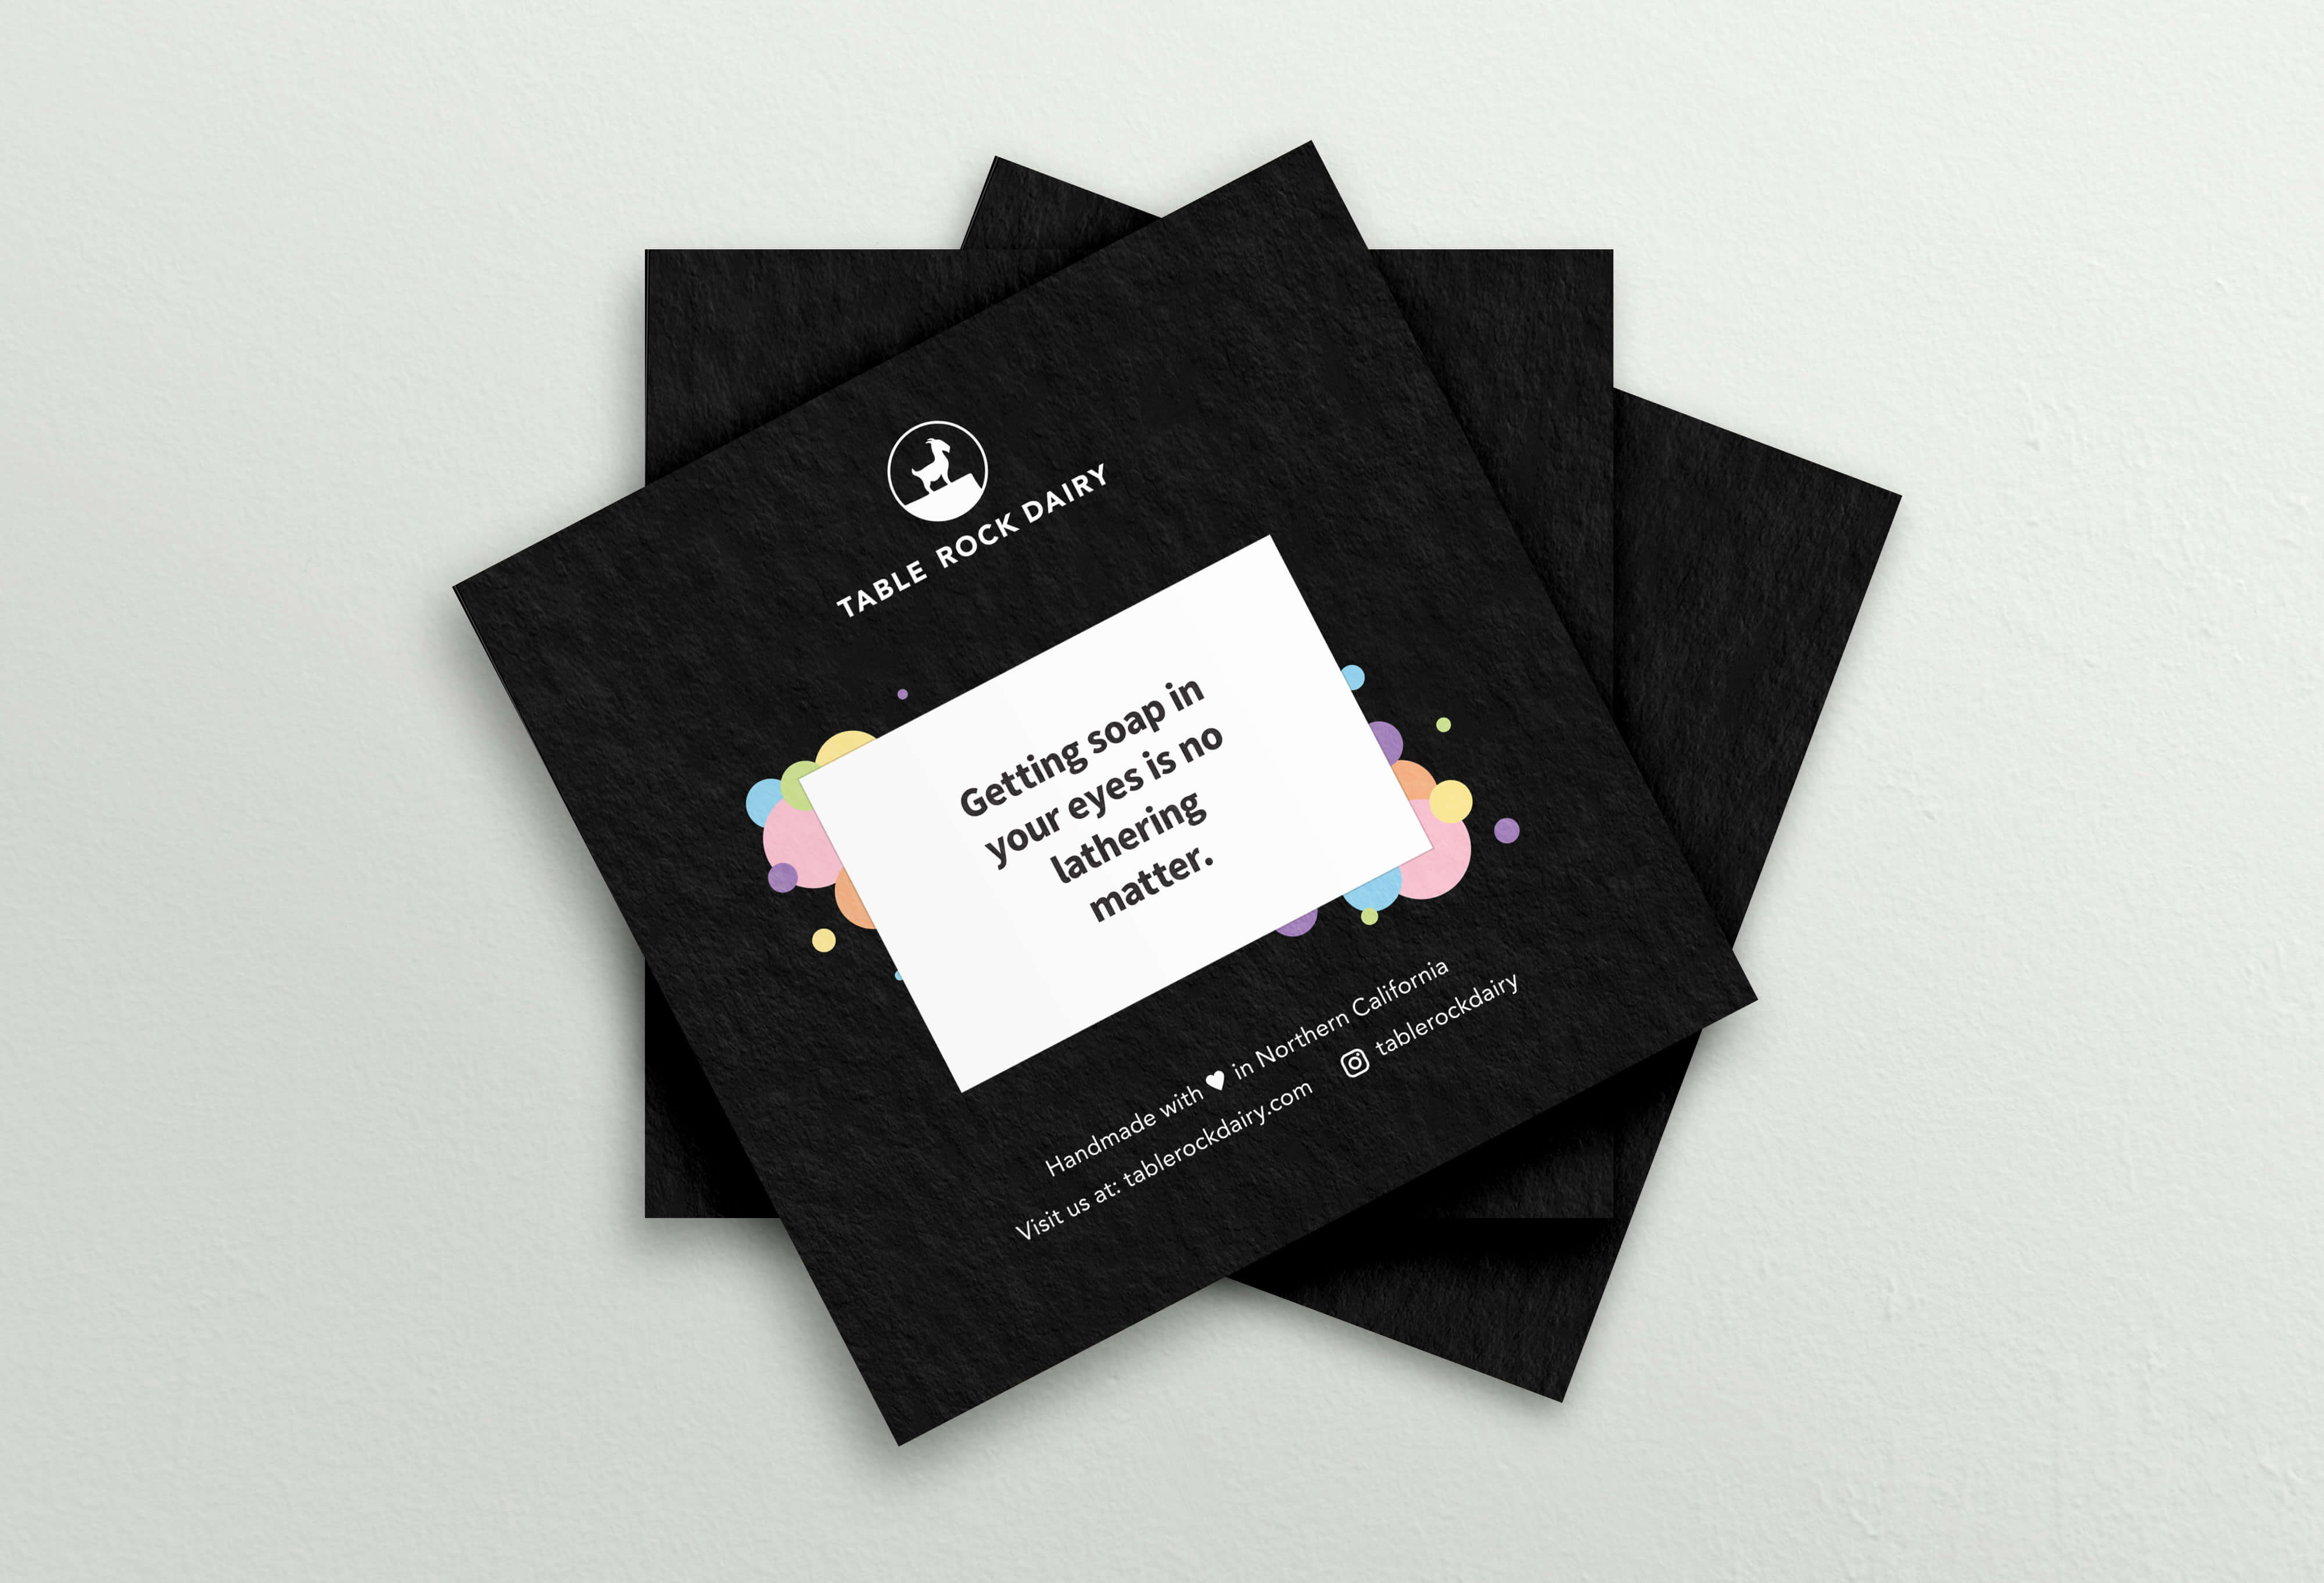 TABLE ROCK DAIRY
Getting soap in
your eyes is no
lathering
matter.
Handmade with ♥ in Northern California
Visit us at: tablerockdairy.com tablerockdairy